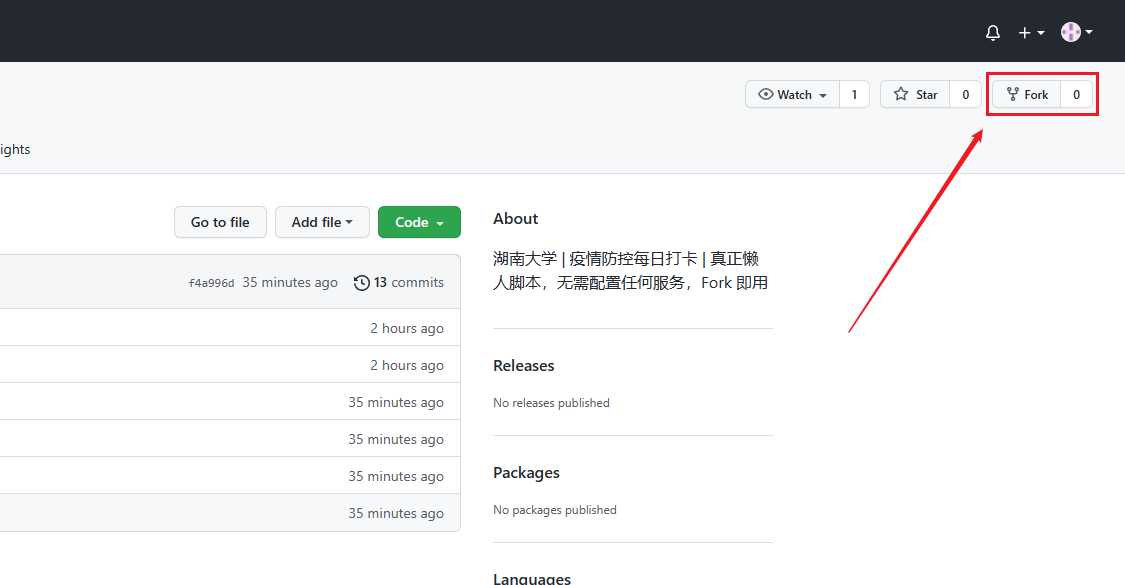 Watch 1 Star 0 Fork 0
ights
Go to file Add file Code
About
湖南大学 | 疫情防控每日打卡 | 真正懒
人脚本，无需配置任何服务，Fork 即用
f4a996d 35 minutes ago 13 commits
2 hours ago
2 hours ago
35 minutes ago
35 minutes ago
35 minutes ago
35 minutes ago
Releases
No releases published
Packages
No packages published
Languages